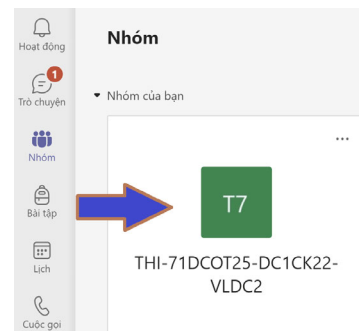 Hoạt động
Nhóm
1
Trò chuyện
Nhóm của bạn
Nhóm
...
T7
Bài tập
THI-71DCOT25-DC1CK22-
VLDC2
Lịch
Cuộc gọi